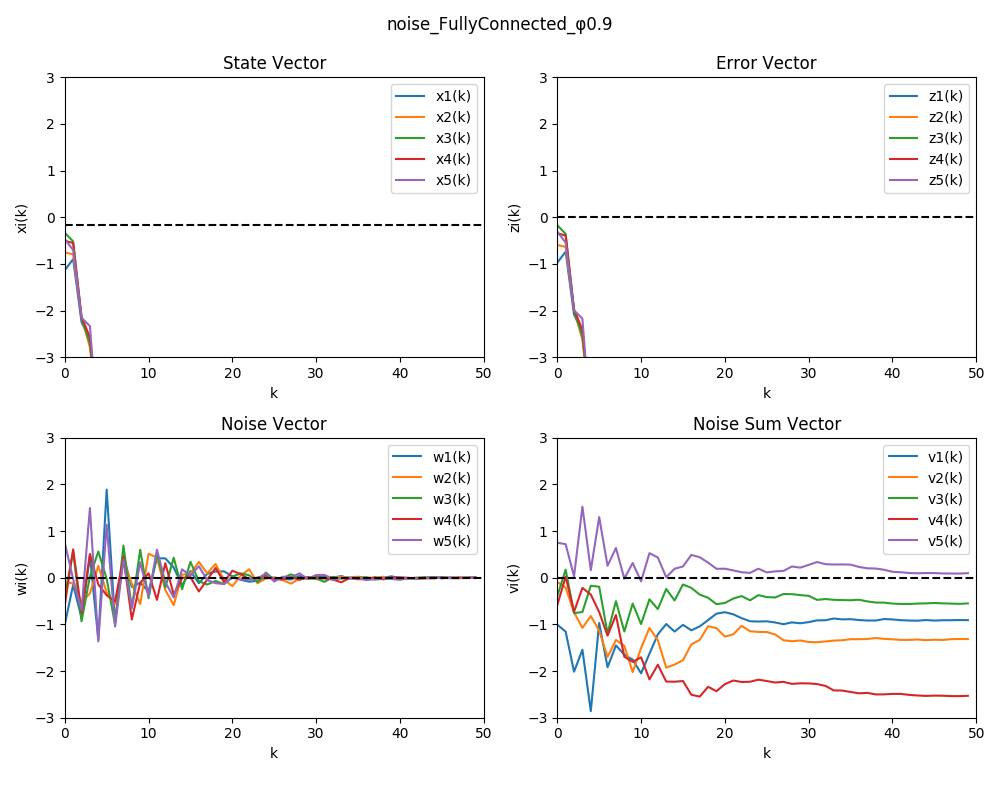 noise_FullyConnected_φ0.9
State Vector
xi(k)
3
2
1
0
−1
−2
−3
x1(k)
x2(k)
x3(k)
x4(k)
x5(k)
0 10 20 30 40 50
k
Error Vector
zi(k)
3
2
1
0
−1
−2
−3
z1(k)
z2(k)
z3(k)
z4(k)
z5(k)
0 10 20 30 40 50
k
Noise Vector
wi(k)
3
2
1
0
−1
−2
−3
w1(k)
w2(k)
w3(k)
w4(k)
w5(k)
0 10 20 30 40 50
k
Noise Sum Vector
vi(k)
3
2
1
0
−1
−2
−3
v1(k)
v2(k)
v3(k)
v4(k)
v5(k)
0 10 20 30 40 50
k